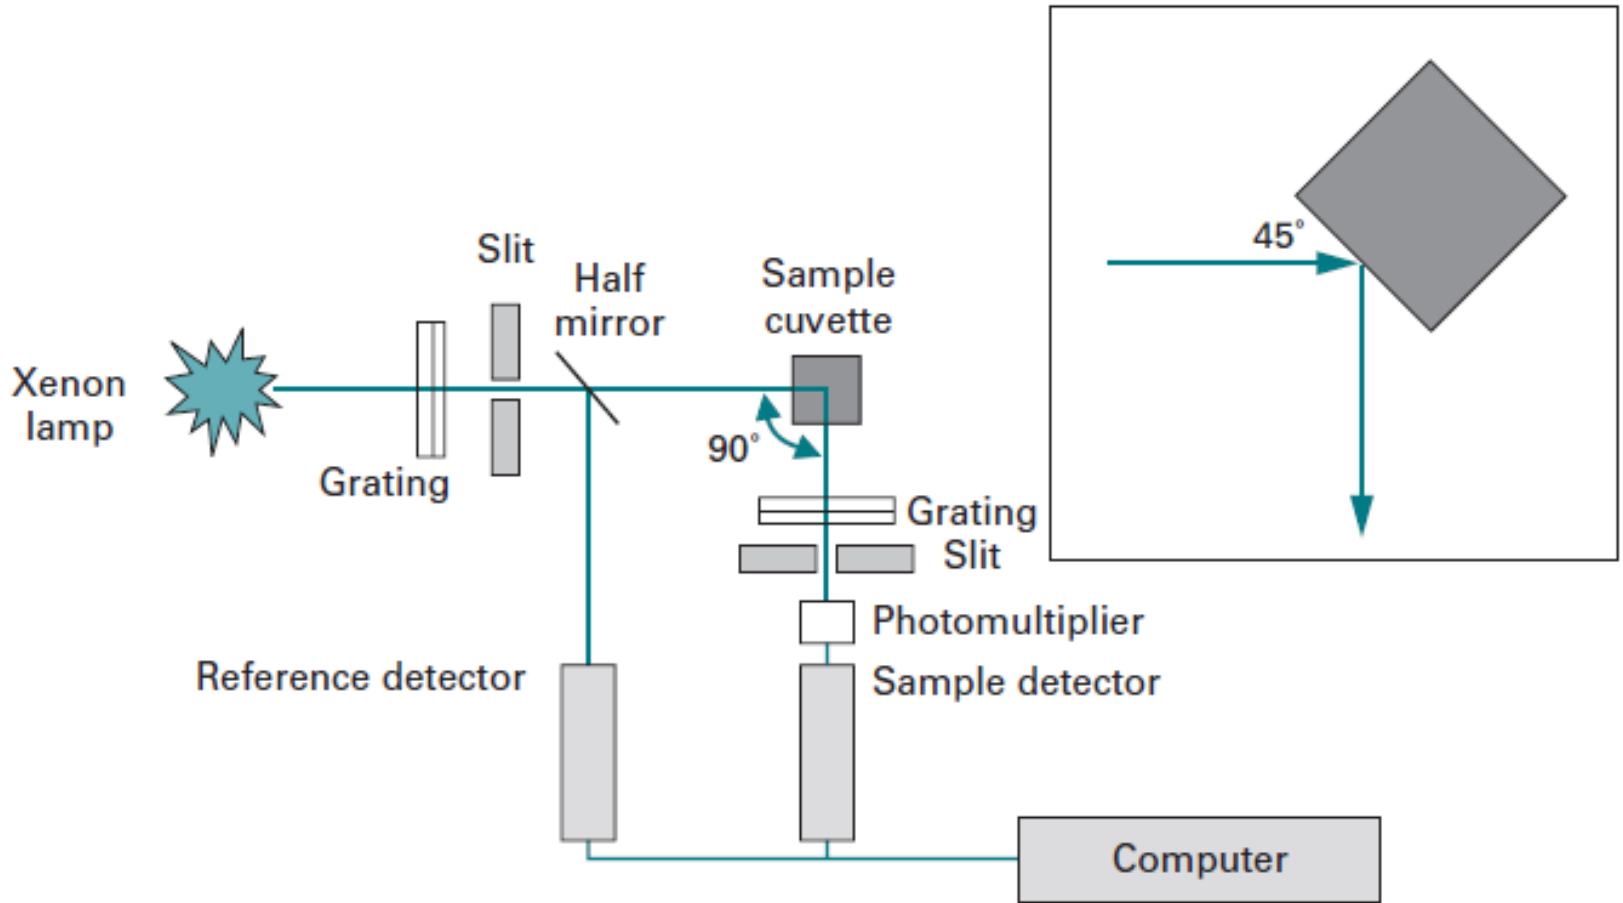 Slit
Half
mirror
Sample
cuvette
45°
Xenon
lamp
90°
Grating
Grating
Slit
Photomultiplier
Reference detector
Sample detector
Computer